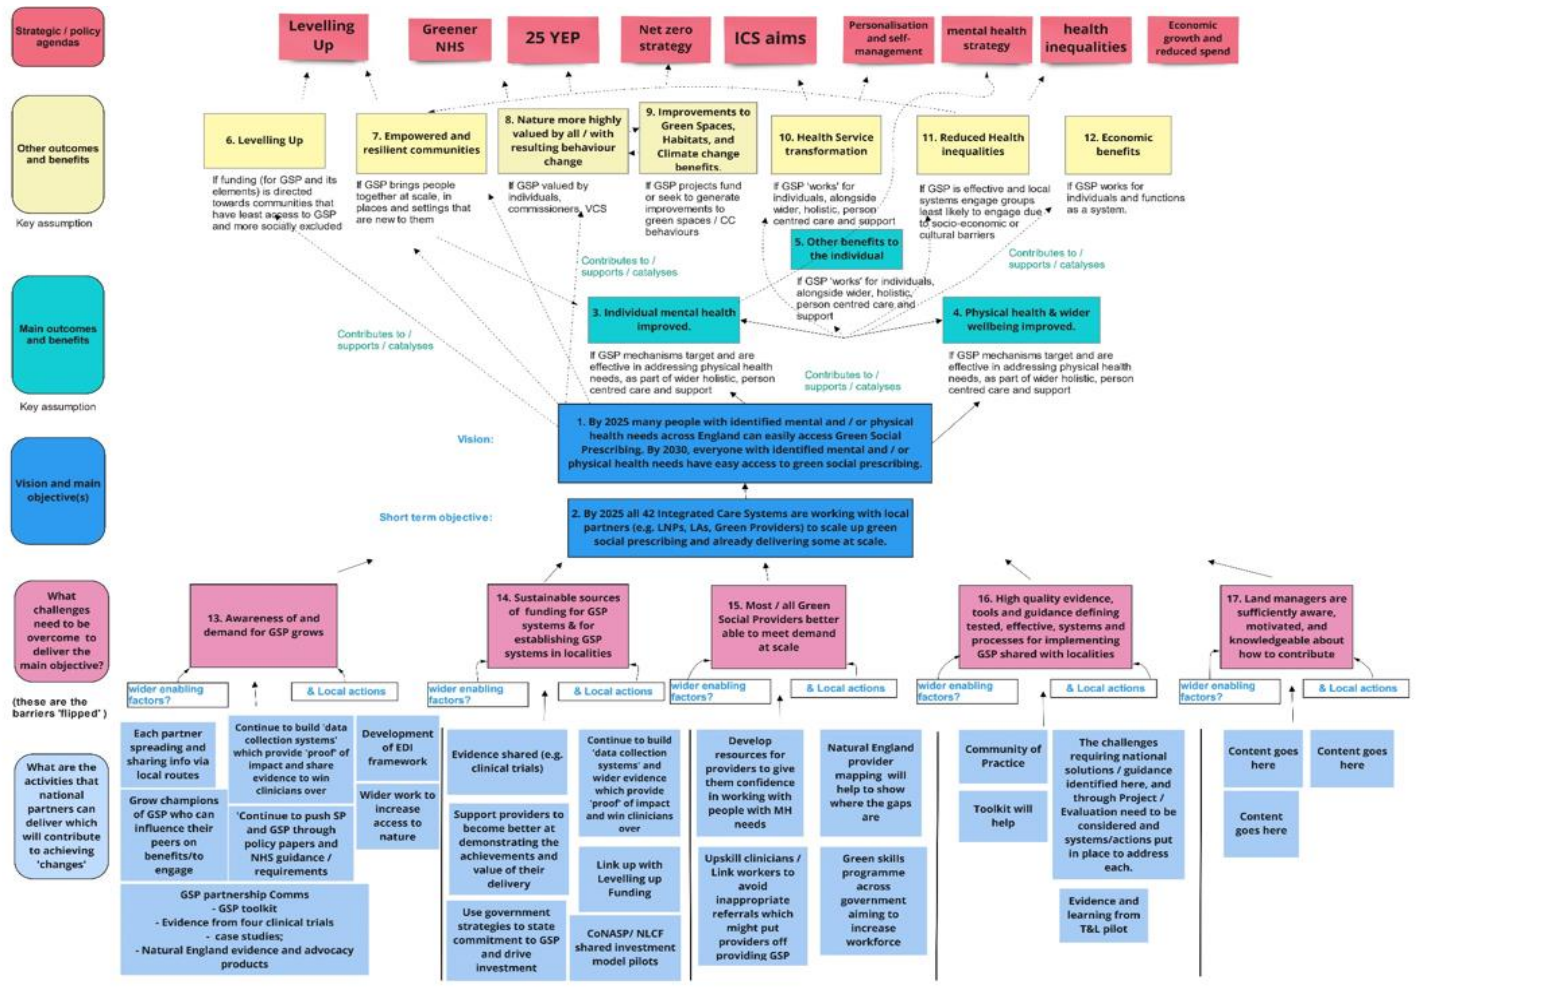 Strategic / policy
agendas
Levelling
Up
Greener
NHS
25 YEP
Net zero
strategy
ICS aims
Personalisation
and self-
management
mental health
strategy
health
inequalities
Economic
growth and
reduced spend
Other outcomes
and benefits
Key assumption
6. Levelling Up
If funding (for GSP and its
elements) is directed
towards communities that
have least access to GSP
and more socially excluded
7. Empowered and
resilient communities
If GSP brings people
together at scale, in
places and settings that
are new to them
8. Nature more highly
valued by all / with
resulting behaviour
change
If GSP valued by
individuals,
commissioners, VCS
9. Improvements to
Green Spaces,
Habitats, and
Climate change
benefits.
If GSP projects fund
or seek to generate
improvements to
green spaces / CC
behaviours
10. Health Service
transformation
If GSP 'works' for
individuals, alongside
wider, holistic, person
centred care and support
11. Reduced Health
inequalities
If GSP is effective and local
systems engage groups
least likely to engage due
to socio-economic or
cultural barriers
12. Economic
benefits
If GSP works for
individuals and functions
as a system.
Main outcomes
and benefits
Key assumption
5. Other benefits to
the individual
If GSP 'works' for individuals,
alongside wider, holistic,
person centred care and
support
Contributes to /
supports / catalyses
Contributes to /
supports / catalyses
Contributes to /
supports / catalyses
Contributes to /
supports / catalyses
3. Individual mental health
improved.
If GSP mechanisms target and are
effective in addressing physical health
needs, as part of wider holistic, person
centred care and support
4. Physical health & wider
wellbeing improved.
If GSP mechanisms target and are
effective in addressing physical health
needs, as part of wider holistic, person
centred care and support
Vision and main
objective(s)
Vision:
1. By 2025 many people with identified mental and / or physical
health needs across England can easily access Green Social
Prescribing. By 2030, everyone with identified mental and / or
physical health needs have easy access to green social prescribing.
Short term objective:
2. By 2025 all 42 Integrated Care Systems are working with local
partners (e.g. LNPs, LAs, Green Providers) to scale up green
social prescribing and already delivering some at scale.
What
challenges
need to be
overcome to
deliver the
main objective?
(these are the
barriers 'flipped' )
13. Awareness of and
demand for GSP grows
14. Sustainable sources
of funding for GSP
systems & for
establishing GSP
systems in localities
15. Most / all Green
Social Providers better
able to meet demand
at scale
16. High quality evidence,
tools and guidance defining
tested, effective, systems and
processes for implementing
GSP shared with localities
17. Land managers are
sufficiently aware,
motivated, and
knowledgeable about
how to contribute
wider enabling
factors?
& Local actions
wider enabling
factors?
& Local actions
wider enabling
factors?
& Local actions
wider enabling
factors?
& Local actions
wider enabling
factors?
& Local actions
What are the
activities that
national
partners can
deliver which
will contribute
to achieving
'changes'
Each partner
spreading and
sharing info via
local routes
Continue to build 'data
collection systems'
which provide 'proof' of
impact and share
evidence to win
clinicians over
Development
of EDI
framework
Grow champions
of GSP who can
influence their
peers on
benefits/to
engage
'Continue to push SP
and GSP through
policy papers and
NHS guidance /
requirements
Wider work to
increase
access to
nature
GSP partnership Comms
- GSP toolkit
- Evidence from four clinical trials
- case studies;
- Natural England evidence and advocacy
products
Evidence shared (e.g.
clinical trials)
Continue to build
'data collection
systems' and
wider evidence
which provide
'proof' of impact
and win clinicians
over
Support providers to
become better at
demonstrating the
achievements and
value of their
delivery
Link up with
Levelling up
Funding
Use government
strategies to state
commitment to GSP
and drive
investment
CoNASP/ NLCF
shared investment
model pilots
Develop
resources for
providers to give
them confidence
in working with
people with MH
needs
Natural England
provider
mapping will
help to show
where the gaps
are
Upskill clinicians /
Link workers to
avoid
inappropriate
referrals which
might put
providers off
providing GSP
Green skills
programme
across
government
aiming to
increase
workforce
Community of
Practice
Toolkit will
help
The challenges
requiring national
solutions / guidance
identified here, and
through Project /
Evaluation need to be
considered and
systems/actions put
in place to address
each.
Evidence and
learning from
T&L pilot
Content goes
here
Content goes
here
Content
goes here